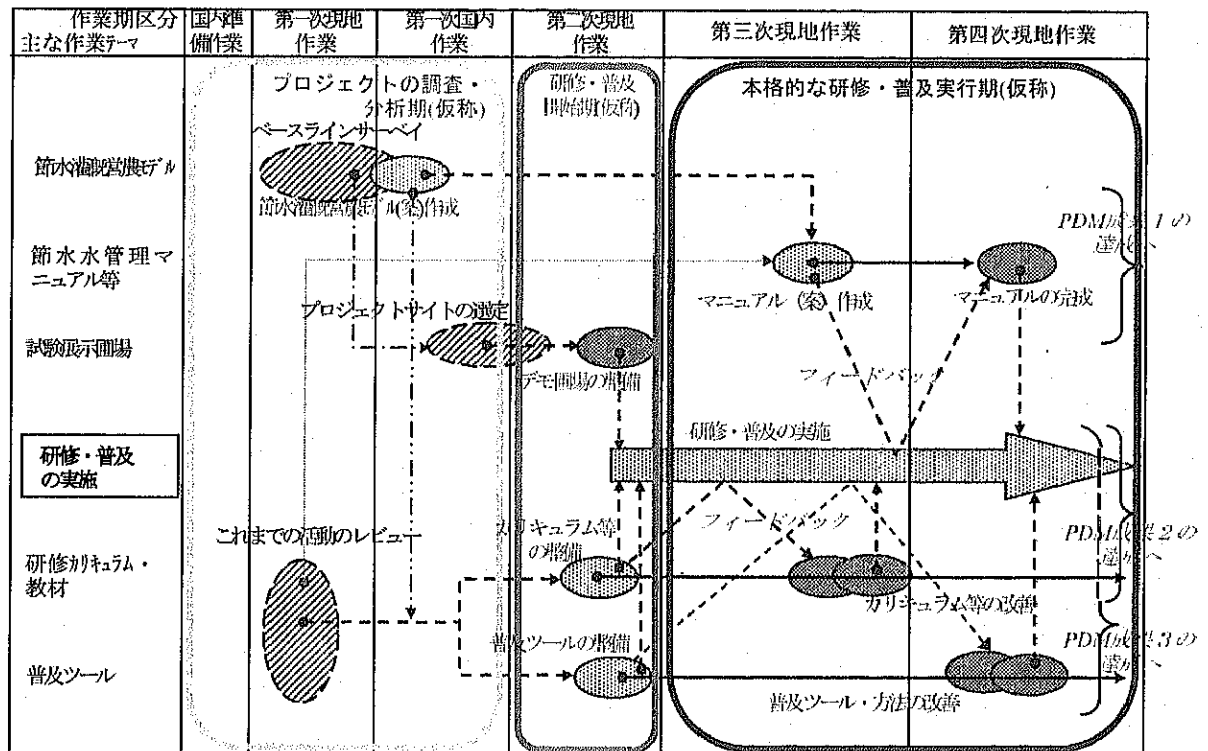 作業期区分
主な作業テーマ
国内準
備作業
第一次現地
作業
第一次国内
作業
第二次現地
作業
第三次現地作業
第四次現地作業
プロジェクトの調査・
分析期(仮称)
研修・普及
開始期(仮称)
本格的な研修・普及実行期(仮称)
ベースラインサーベイ
節水灌漑営農モデル
節水灌漑営農モデル(案)作成
PDM成果1の
達成へ
節水水管理マ
ニュアル等
マニュアル(案)作成
マニュアルの完成
プロジェクトサイトの選定
試験展示圃場
デモ圃場の整備
フィードバック
研修・普及の実施
研修・普及
の実施
これまでの活動のレビュー
カリキュラム等
の整備
フィードバック
PDM成果2の
達成へ
研修カリキュラム・
教材
カリキュラム等の改善
普及ツールの整備
PDM成果3の
達成へ
普及ツール
普及ツール・方法の改善